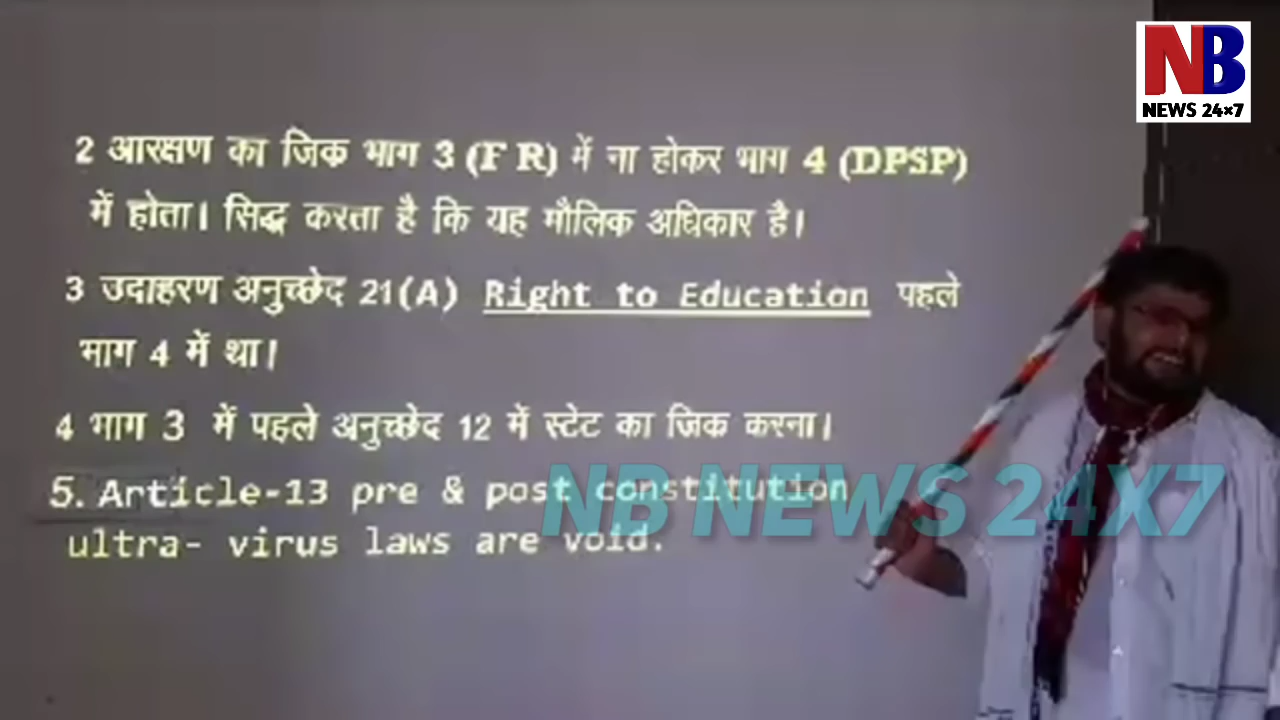 NB
NEWS 24×7
2 आरक्षण का जिक भाग 3 (F R) में ना होकर भाग 4 (DPSP)
में होता। सिद्ध करता है कि यह मौलिक अधिकार है।
3 उदाहरण अनुच्छेद 21(A) Right to Education पहले
भाग 4 में था।
4 भाग 3 में पहले अनुच्छेद 12 में स्टेट का जिक करना।
5. Article-13 pre & post constitution
ultra- virus laws are void.
NB NEWS 24X7